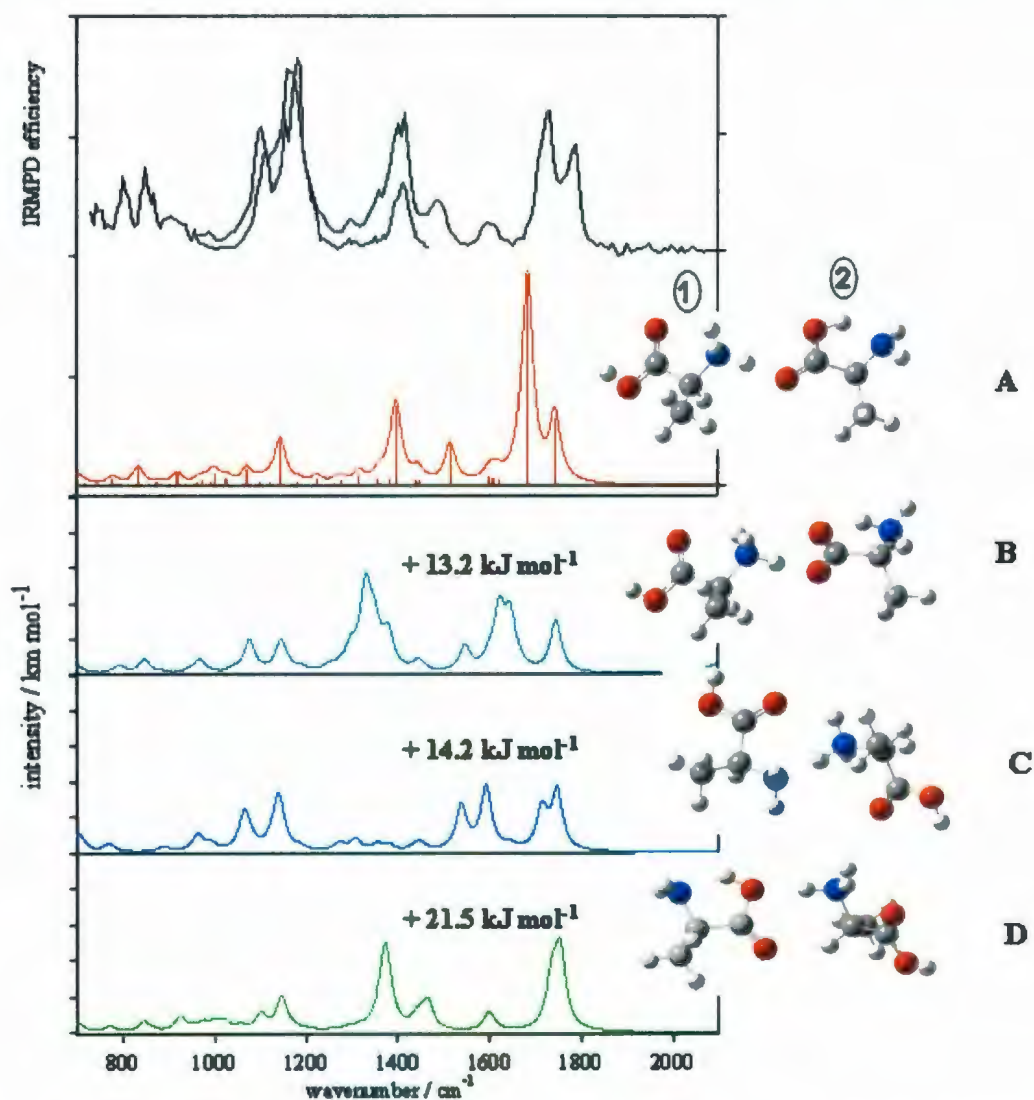 IRMPD efficiency
1
2
A
+ 13.2 kJ mol⁻¹
B
intensity / km mol⁻¹
+ 14.2 kJ mol⁻¹
C
+ 21.5 kJ mol⁻¹
D
800 1000 1200 1400 1600 1800 2000
wavenumber / cm⁻¹